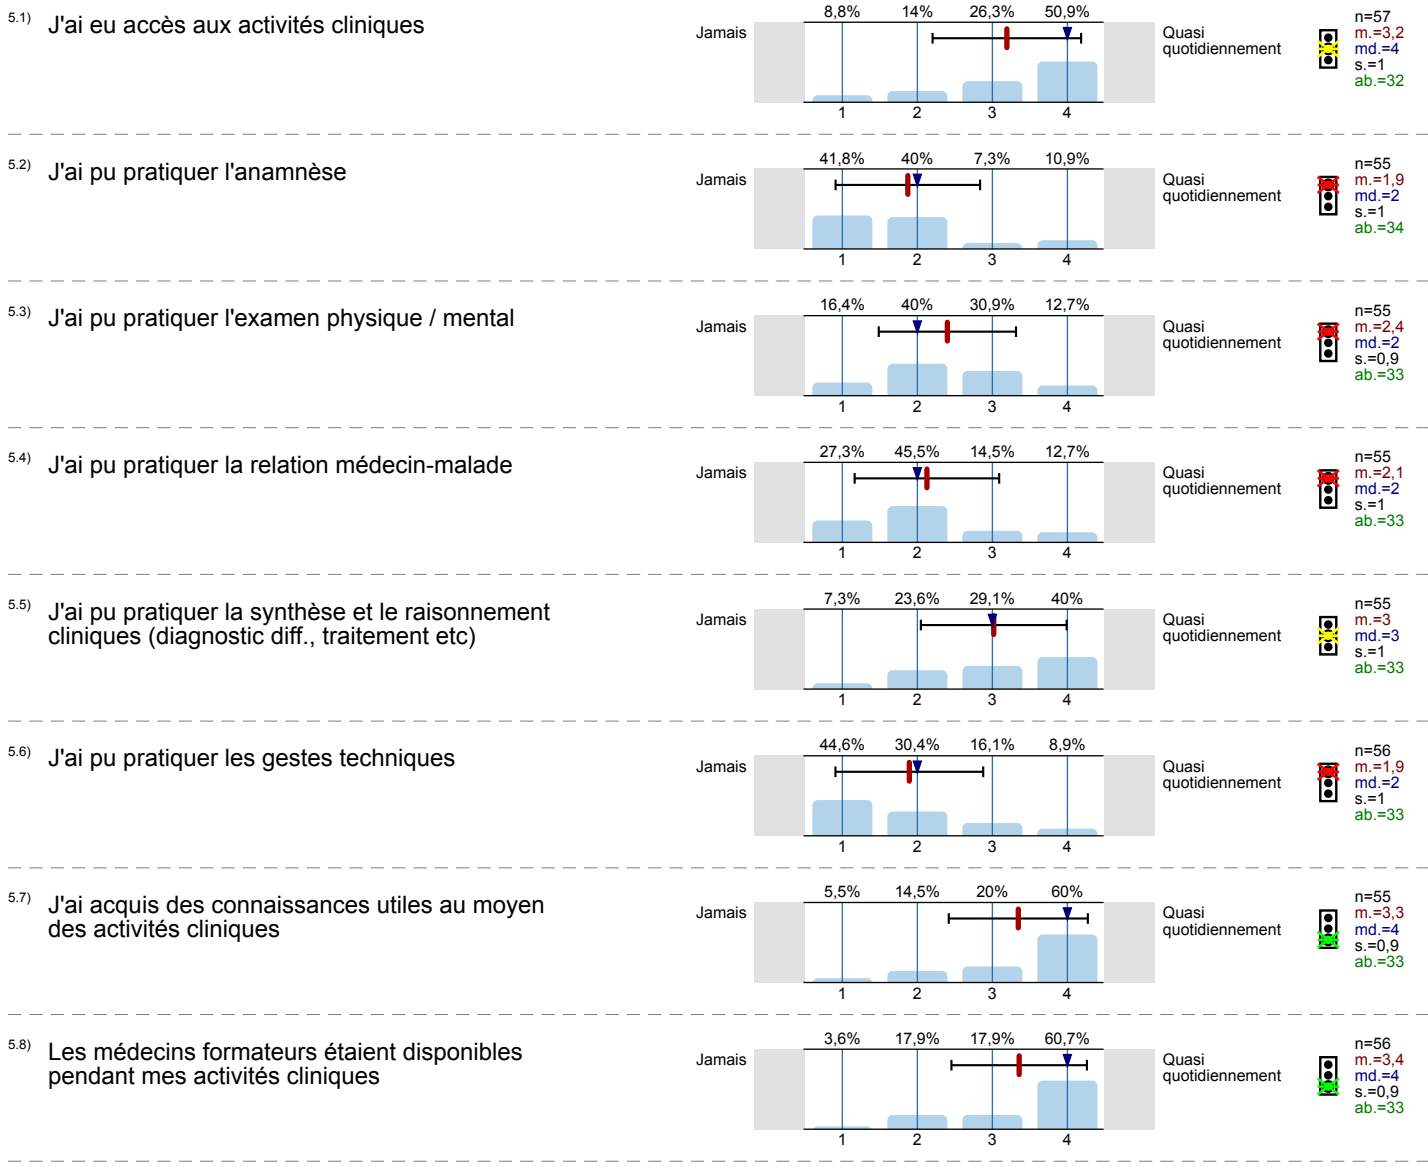 5.1) J'ai eu accès aux activités cliniques
8,8% 14% 26,3% 50,9%
Jamais
Quasi
quotidiennement
1 2 3 4
n=57
m.=3,2
md.=4
s.=1
ab.=32
5.2) J'ai pu pratiquer l'anamnèse
41,8% 40% 7,3% 10,9%
Jamais
Quasi
quotidiennement
1 2 3 4
n=55
m.=1,9
md.=2
s.=1
ab.=34
5.3) J'ai pu pratiquer l'examen physique / mental
16,4% 40% 30,9% 12,7%
Jamais
Quasi
quotidiennement
1 2 3 4
n=55
m.=2,4
md.=2
s.=0,9
ab.=33
5.4) J'ai pu pratiquer la relation médecin-malade
27,3% 45,5% 14,5% 12,7%
Jamais
Quasi
quotidiennement
1 2 3 4
n=55
m.=2,1
md.=2
s.=1
ab.=33
5.5) J'ai pu pratiquer la synthèse et le raisonnement
cliniques (diagnostic diff., traitement etc)
7,3% 23,6% 29,1% 40%
Jamais
Quasi
quotidiennement
1 2 3 4
n=55
m.=3
md.=3
s.=1
ab.=33
5.6) J'ai pu pratiquer les gestes techniques
44,6% 30,4% 16,1% 8,9%
Jamais
Quasi
quotidiennement
1 2 3 4
n=56
m.=1,9
md.=2
s.=1
ab.=33
5.7) J'ai acquis des connaissances utiles au moyen
des activités cliniques
5,5% 14,5% 20% 60%
Jamais
Quasi
quotidiennement
1 2 3 4
n=55
m.=3,3
md.=4
s.=0,9
ab.=33
5.8) Les médecins formateurs étaient disponibles
pendant mes activités cliniques
3,6% 17,9% 17,9% 60,7%
Jamais
Quasi
quotidiennement
1 2 3 4
n=56
m.=3,4
md.=4
s.=0,9
ab.=33